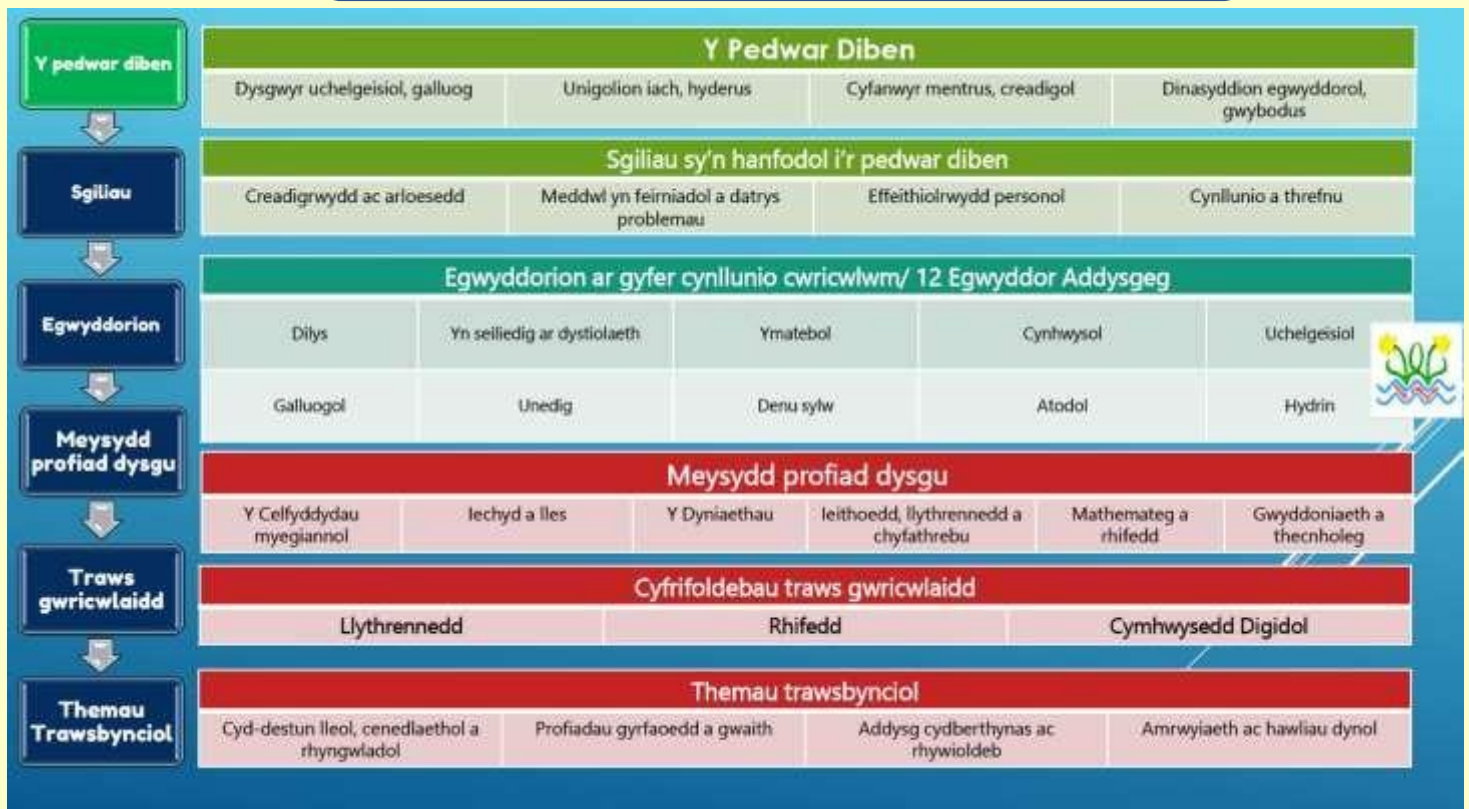 Y pedwar diben
Sgiliau
Egwyddorion
Meysydd
profiad dysgu
Traws
gwricwlaidd
Themau
Trawsbynciol
Y Pedwar Diben
Dysgwyr uchelgeisiol, galluog
Unigolion iach, hyderus
Cyfanwyr mentrus, creadigol
Dinasyddion egwyddorol,
gwybodus
Sgiliau sy'n hanfodol i'r pedwar diben
Creadigrwydd ac arloesedd
Meddwl yn feirniadol a datrys
problemau
Effeithiolrwydd personol
Cynllunio a threfnu
Egwyddorion ar gyfer cynllunio cwricwlwm/ 12 Egwyddor Addysgeg
Dilys
Yn seiliedig ar dystiolaeth
Ymatebol
Cynhwysol
Uchelgeisiol
Galluogol
Unedig
Denu sylw
Atodol
Hydrin
Meysydd profiad dysgu
Y Celfyddydau
myegiannol
Iechyd a lles
Y Dyniaethau
Ieithoedd, llythrennedd a
chyfathrebu
Mathemateg a
rhifedd
Gwyddoniaeth a
thecnholeg
Cyfrifoldebau traws gwricwlaidd
Llythrennedd
Rhifedd
Cymhwysedd Digidol
Themau trawsbynciol
Cyd-destun lleol, cenedlaethol a
rhyngwladol
Profiadau gyrfaoedd a gwaith
Addysg cydberthynas ac
rhywioldeb
Amrwyiaeth ac hawliau dynol